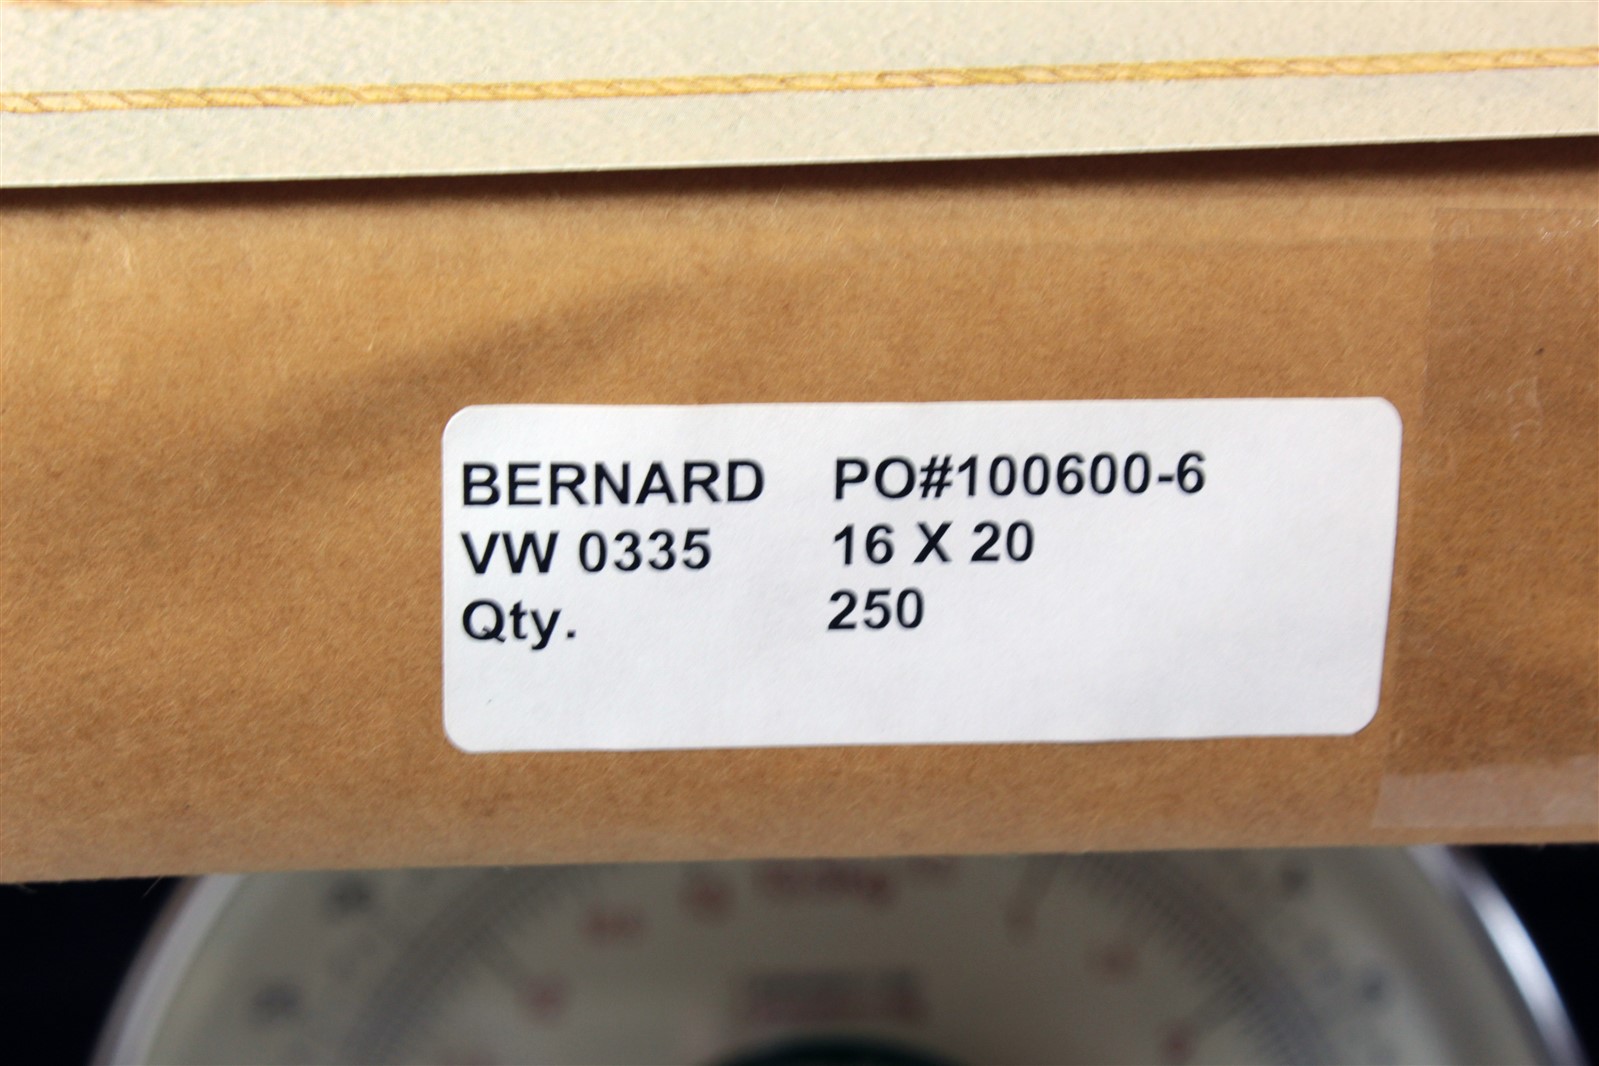 BERNARD PO#100600-6
VW 0335 16 X 20
Qty. 250